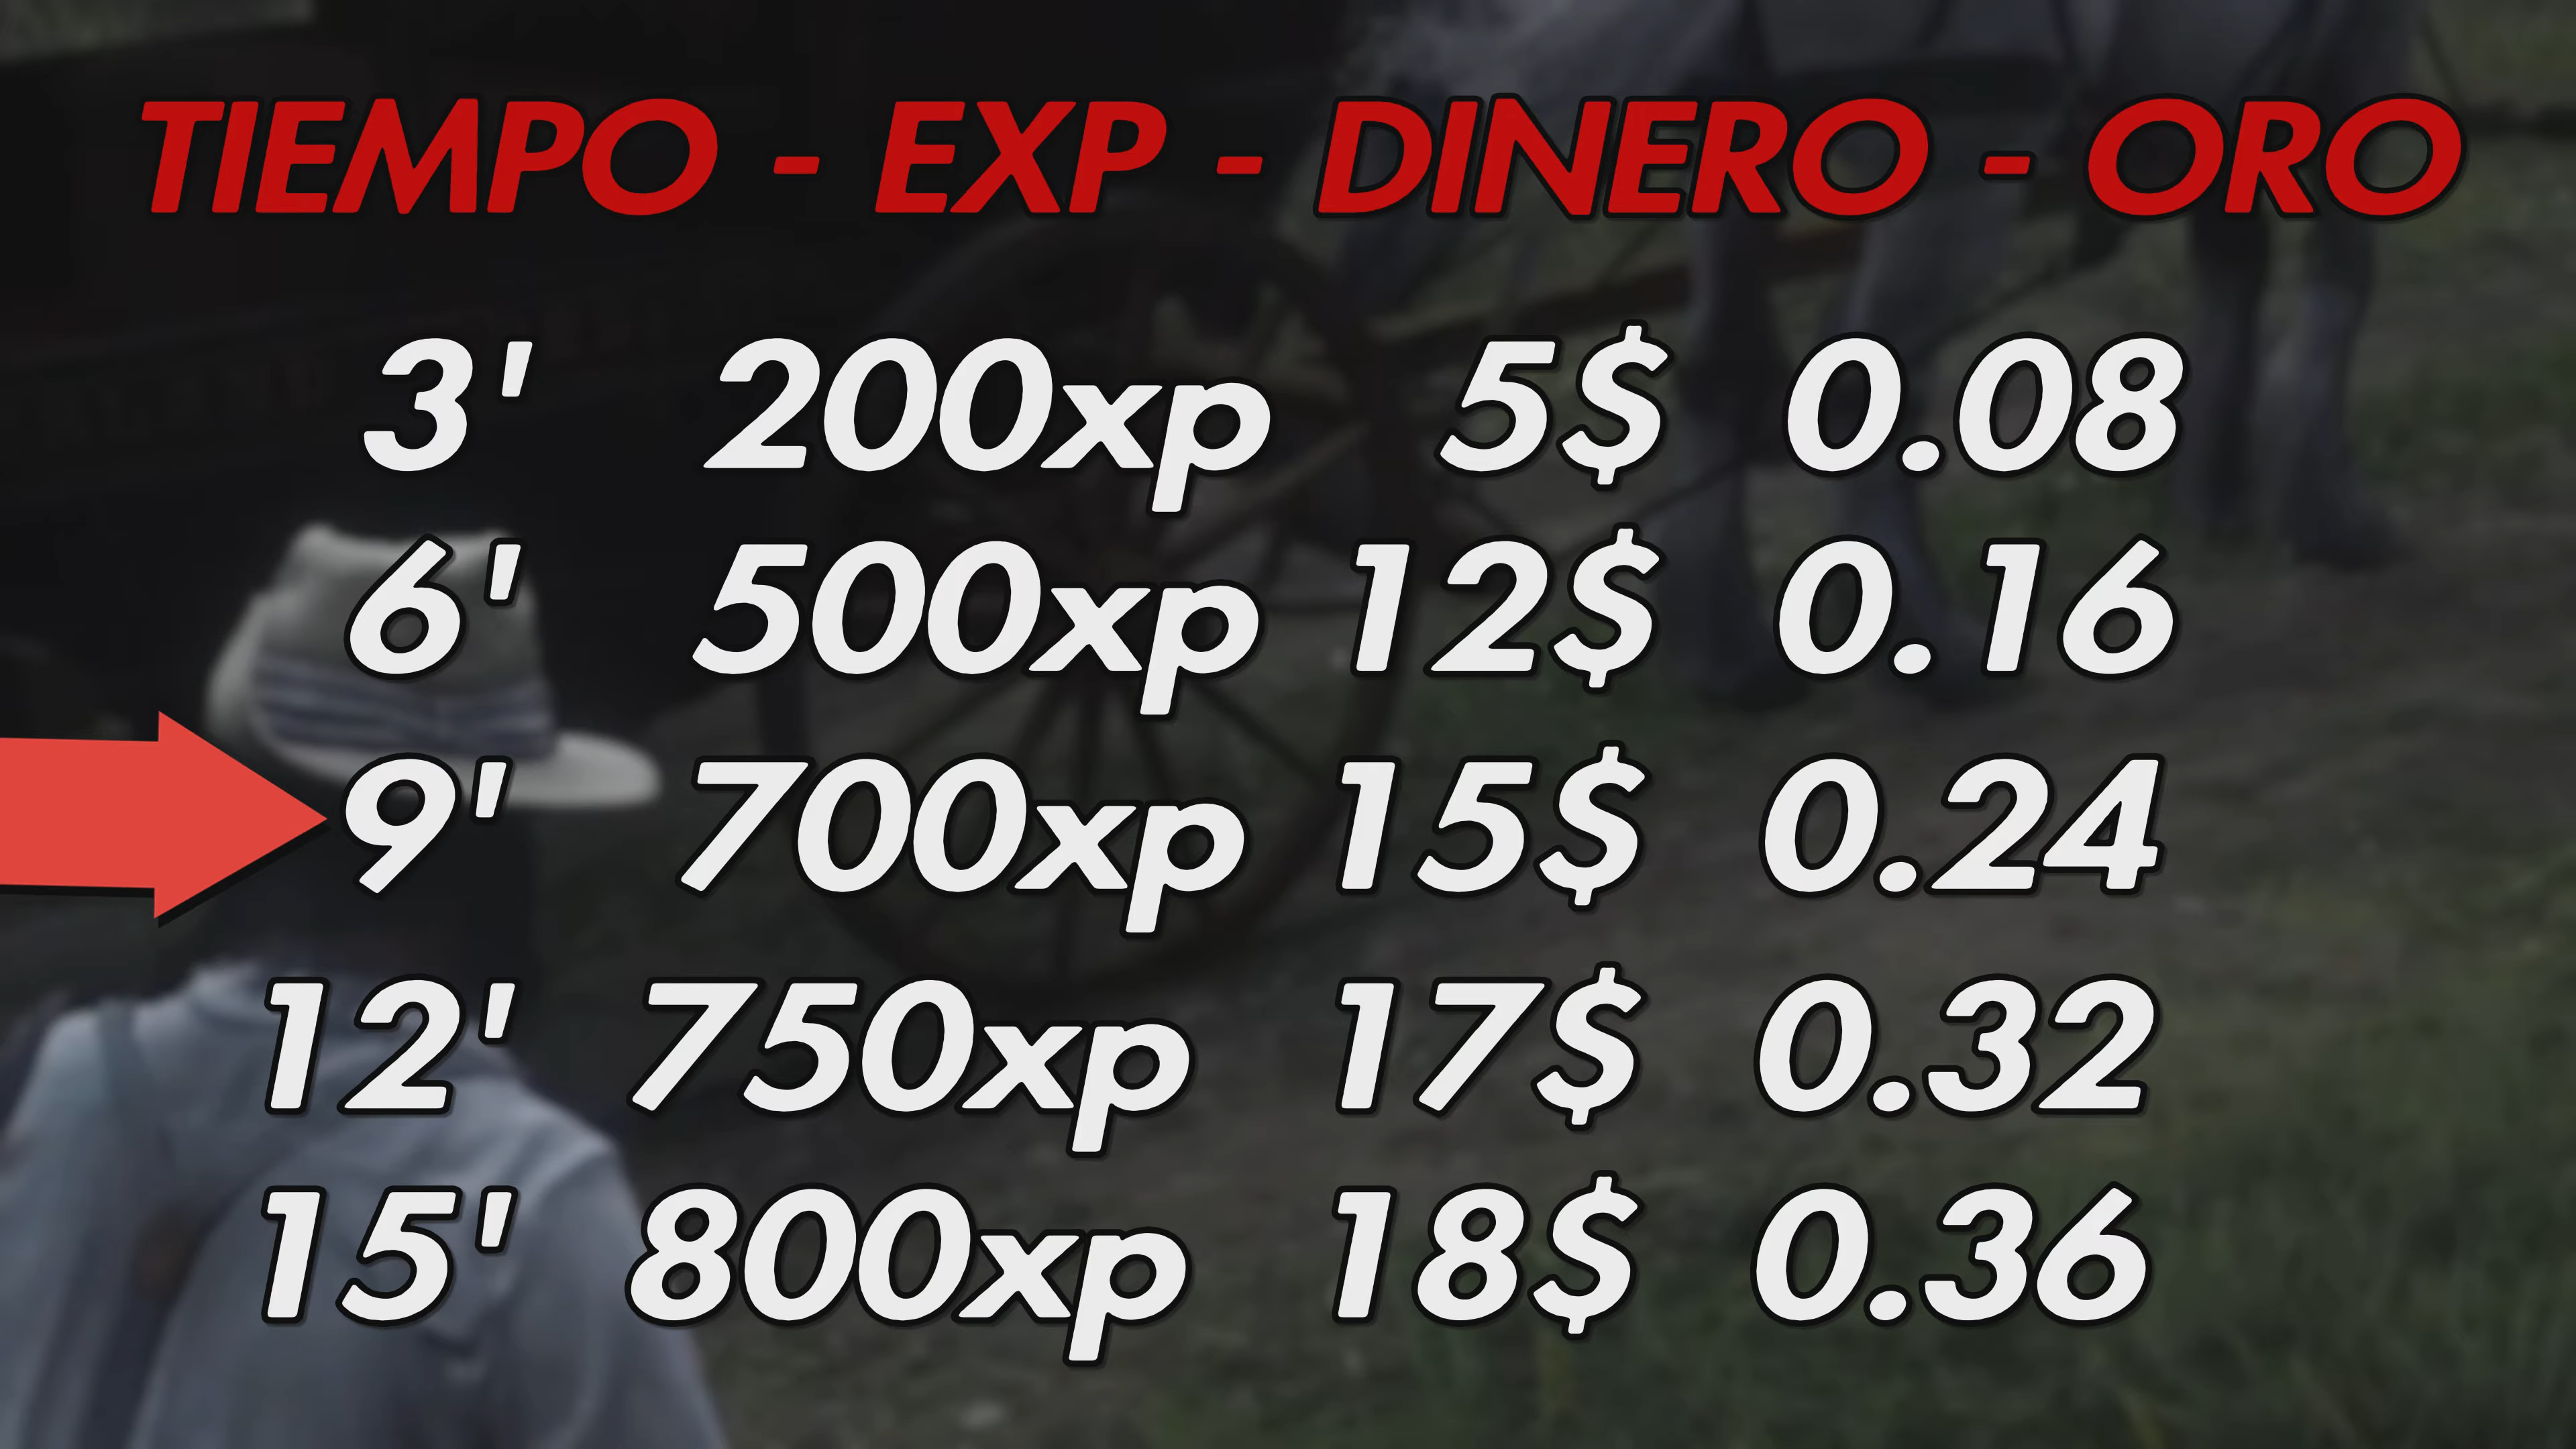 TIEMPO - EXP - DINERO - ORO
3' 200xp 5$ 0.08
6' 500xp 12$ 0.16
9' 700xp 15$ 0.24
12' 750xp 17$ 0.32
15' 800xp 18$ 0.36